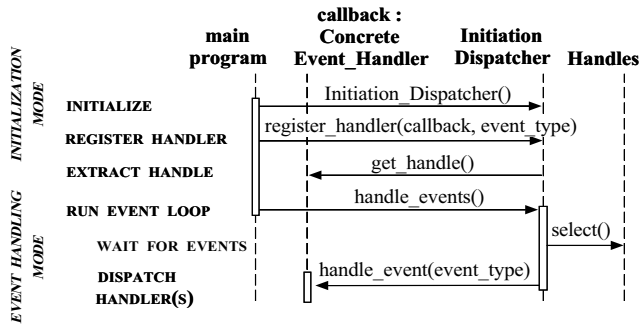 callback :
main Concrete Initiation
program Event_Handler Dispatcher Handles
INITIALIZATION
MODE
INITIALIZE Initiation_Dispatcher()
REGISTER HANDLER register_handler(callback, event_type)
EXTRACT HANDLE get_handle()
EVENT HANDLING
MODE
RUN EVENT LOOP handle_events()
WAIT FOR EVENTS select()
DISPATCH handle_event(event_type)
HANDLER(S)